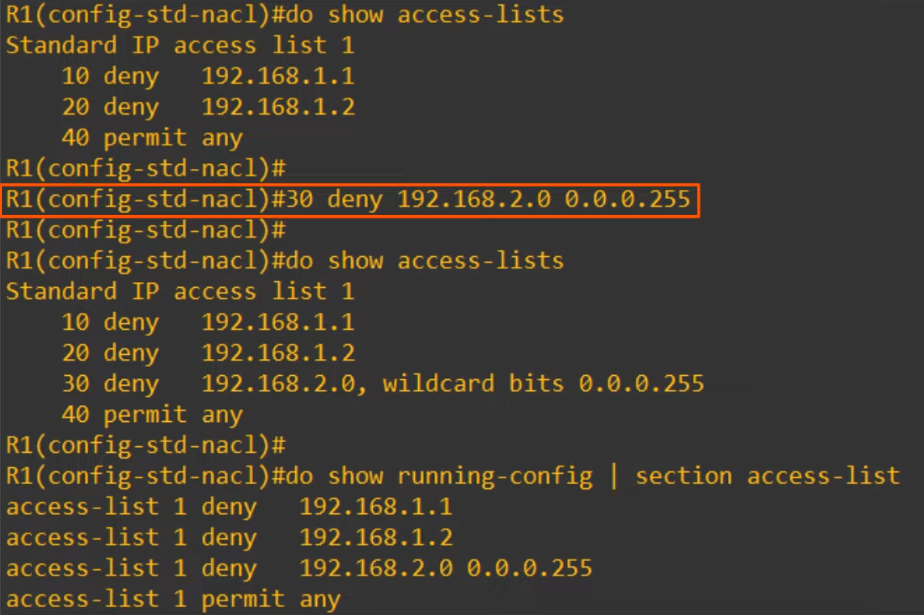 R1(config-std-nacl)#do show access-lists
Standard IP access list 1
    10 deny   192.168.1.1
    20 deny   192.168.1.2
    40 permit any
R1(config-std-nacl)#
R1(config-std-nacl)#30 deny 192.168.2.0 0.0.0.255
R1(config-std-nacl)#
R1(config-std-nacl)#do show access-lists
Standard IP access list 1
    10 deny   192.168.1.1
    20 deny   192.168.1.2
    30 deny   192.168.2.0, wildcard bits 0.0.0.255
    40 permit any
R1(config-std-nacl)#
R1(config-std-nacl)#do show running-config | section access-list
access-list 1 deny   192.168.1.1
access-list 1 deny   192.168.1.2
access-list 1 deny   192.168.2.0 0.0.0.255
access-list 1 permit any